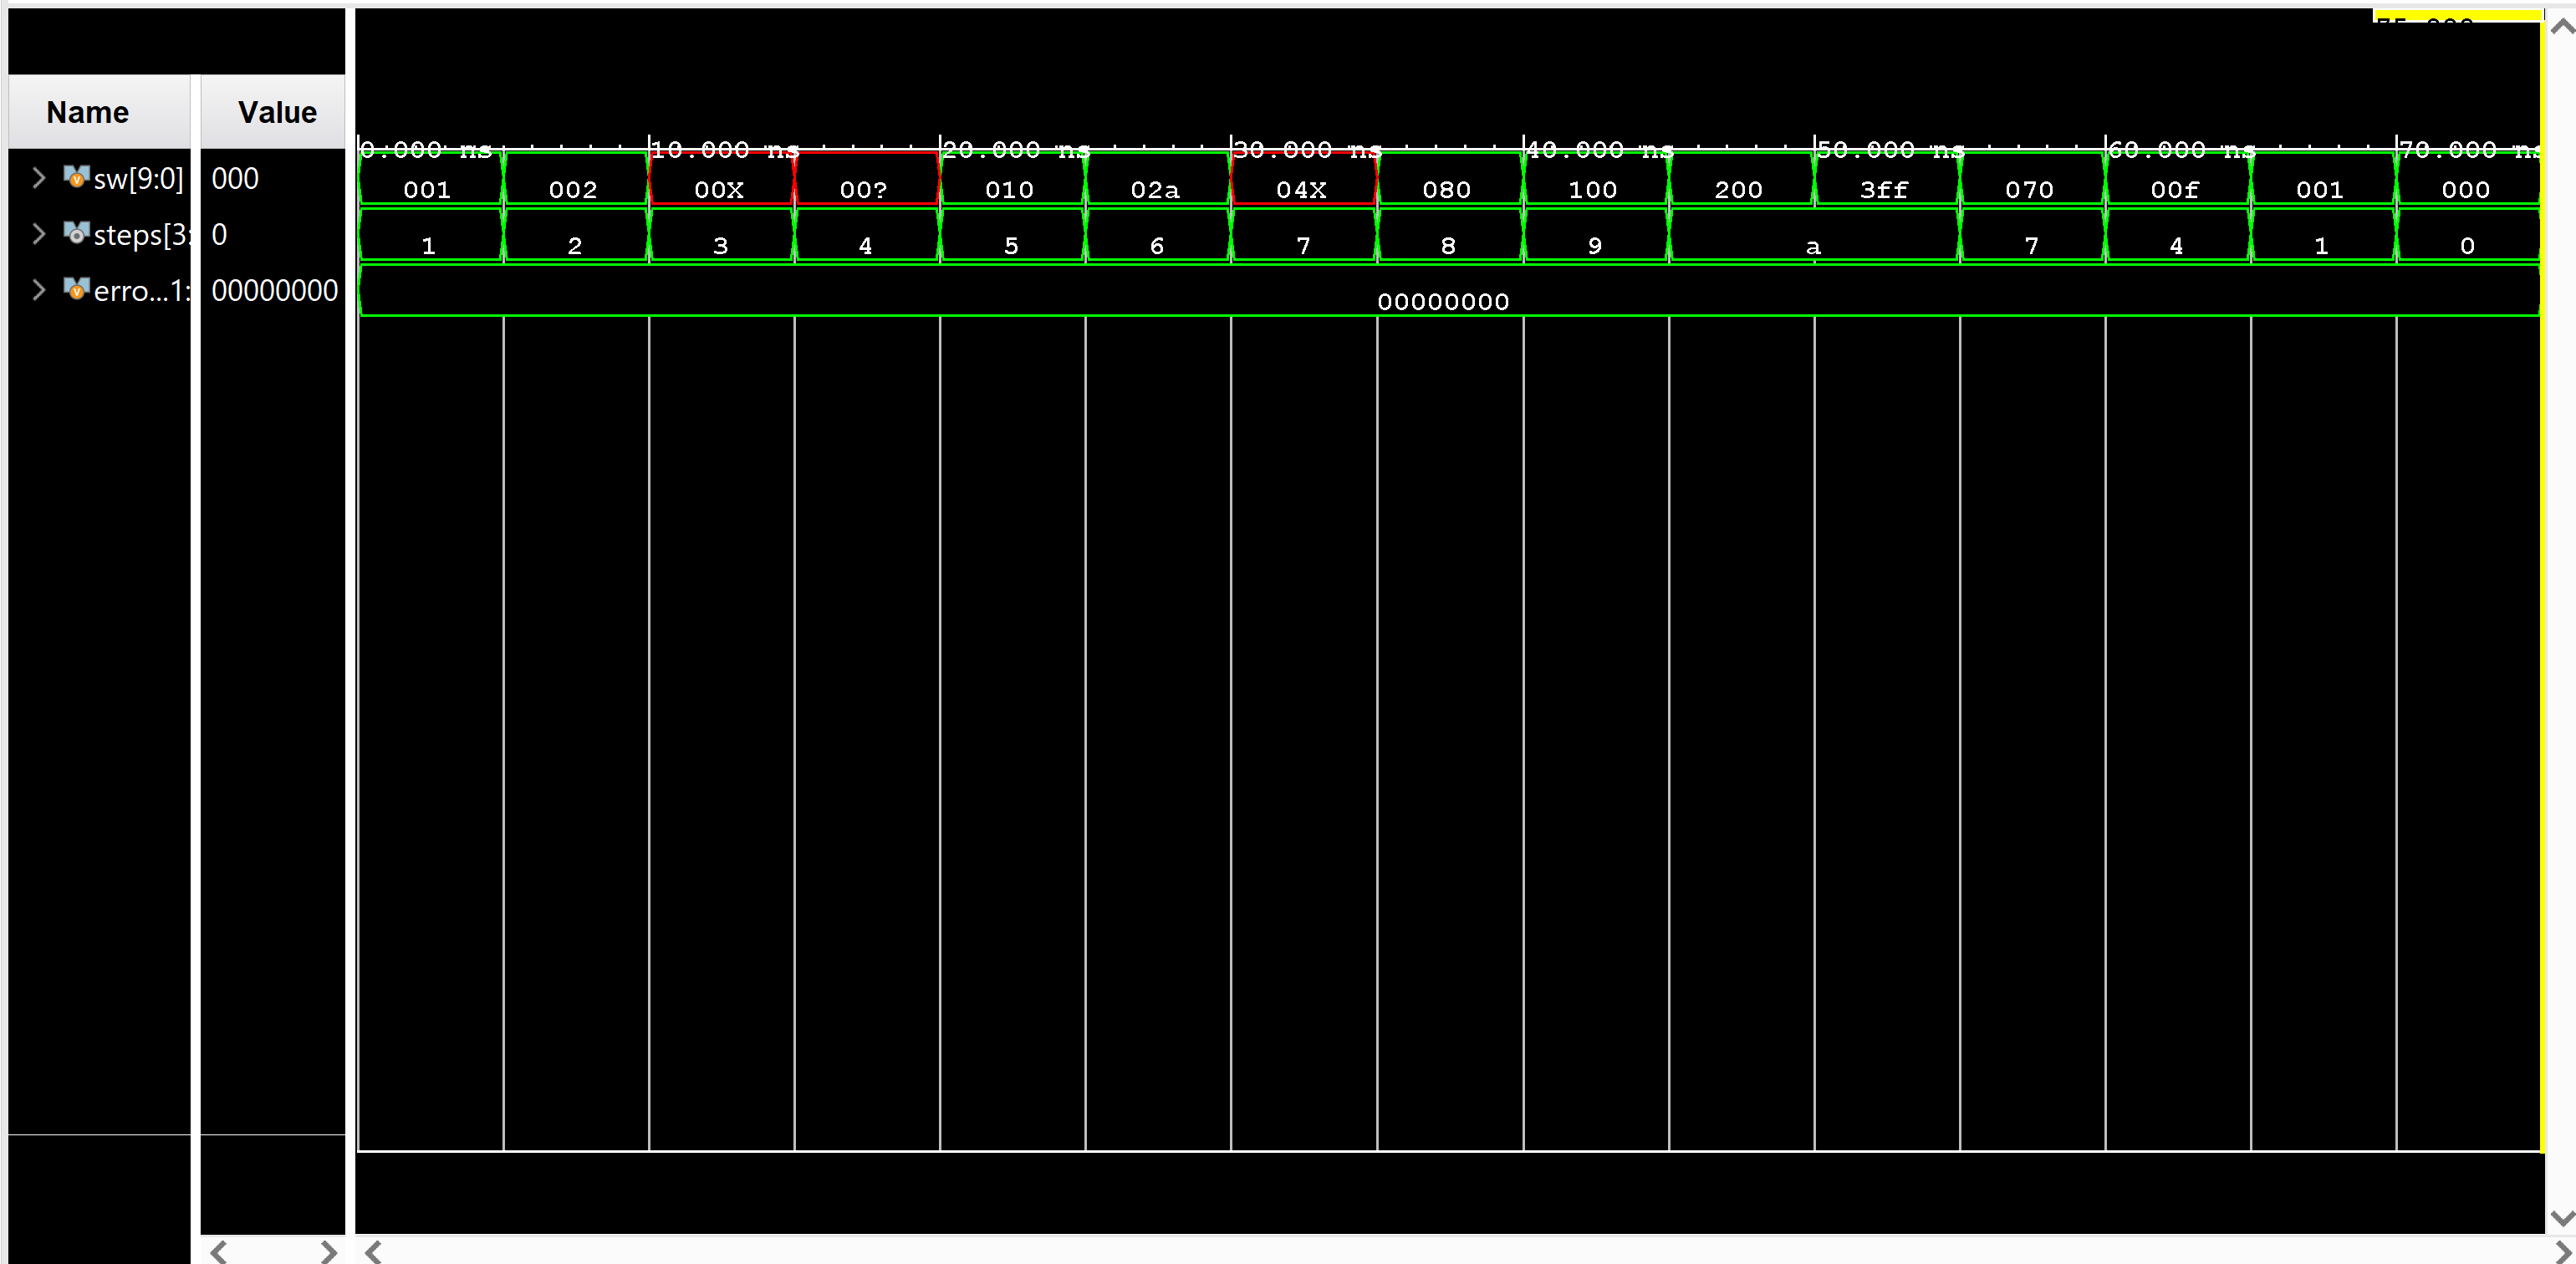 Name Value
0.000 ns 10.000 ns 20.000 ns 30.000 ns 40.000 ns 50.000 ns 60.000 ns 70.000 ns
sw[9:0] 000 001 002 00X 00? 010 02a 04X 080 100 200 3ff 070 00f 001 000
steps[3: 0 1 2 3 4 5 6 7 8 9 a 7 4 1 0
erro...1: 00000000 00000000